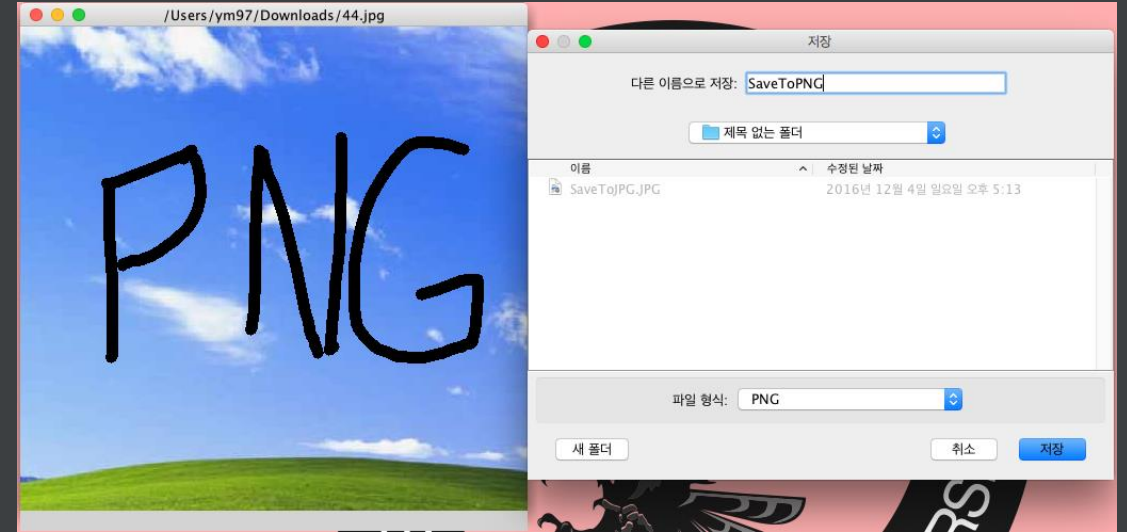 /Users/ym97/Downloads/44.jpg
PNG
저장
다른 이름으로 저장: SaveToPNG
제목 없는 폴더
이름 수정된 날짜
SaveToJPG.JPG 2016년 12월 4일 일요일 오후 5:13
파일 형식: PNG
새 폴더 취소 저장